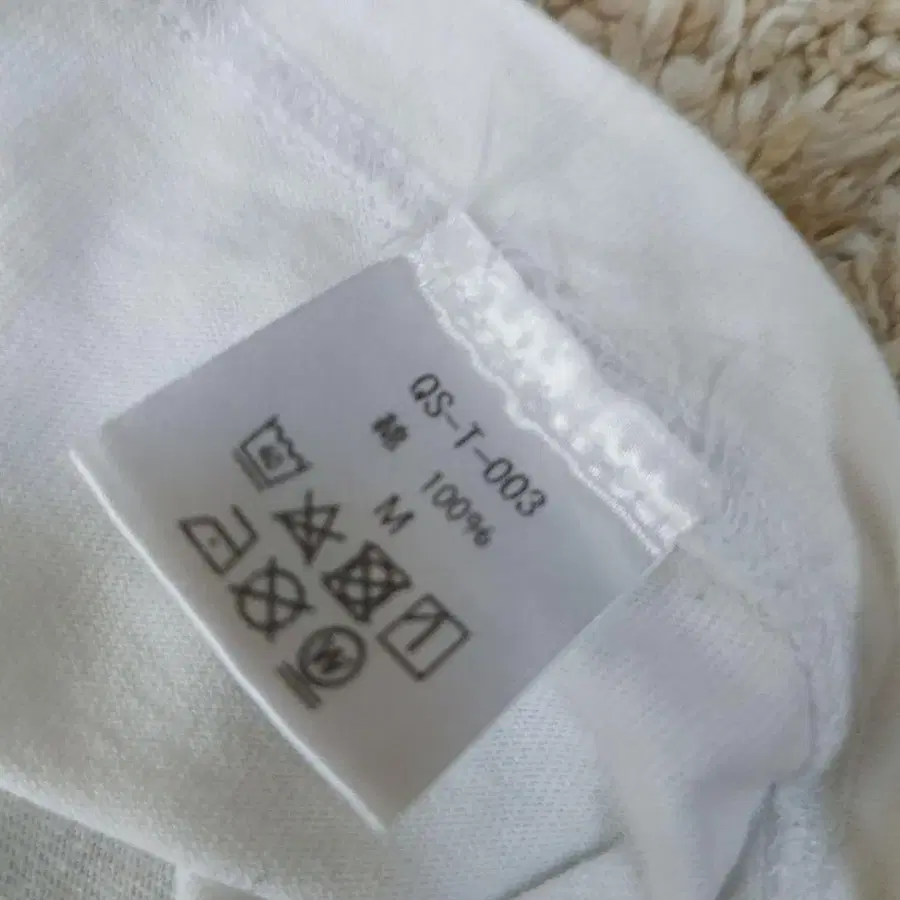 QS-T-003
綿 100%
M
W